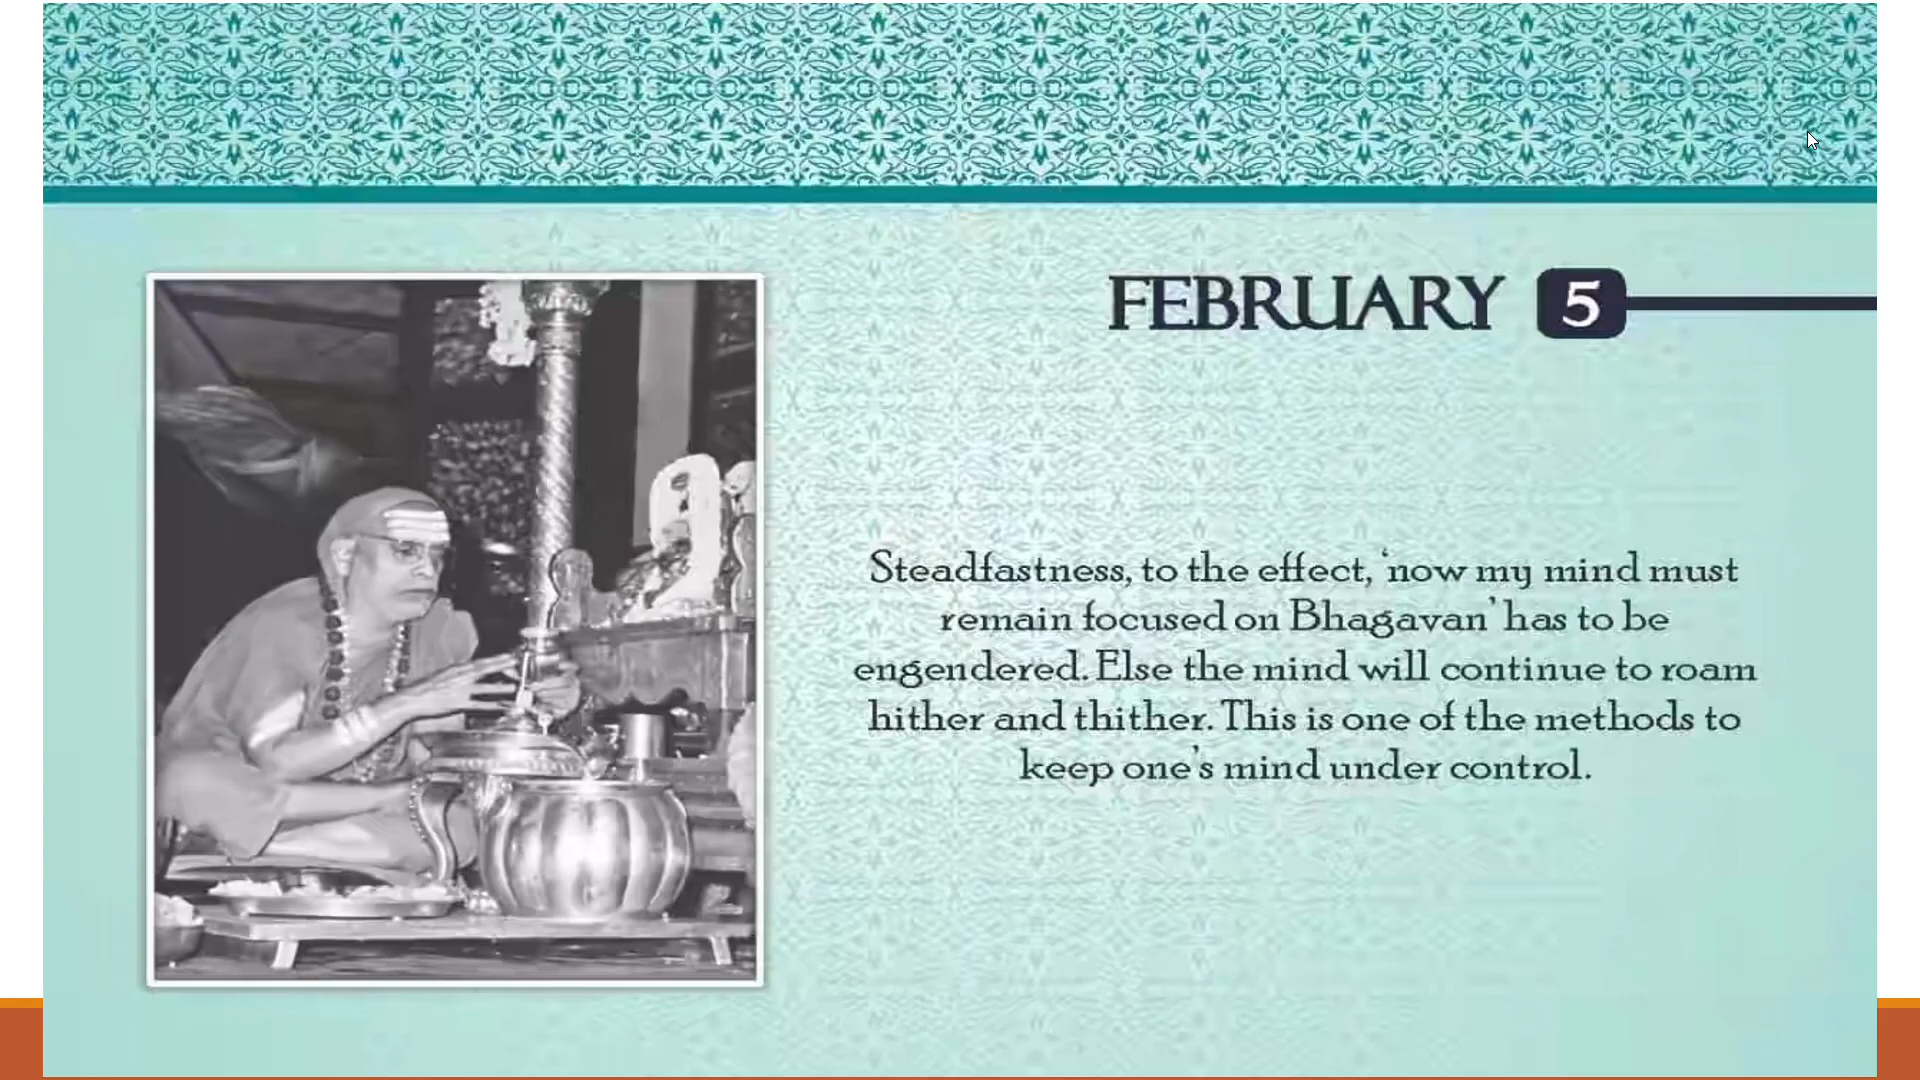 FEBRUARY 5
Steadfastness, to the effect, ‘now my mind must
remain focused on Bhagavan’ has to be
engendered. Else the mind will continue to roam
hither and thither. This is one of the methods to
keep one’s mind under control.